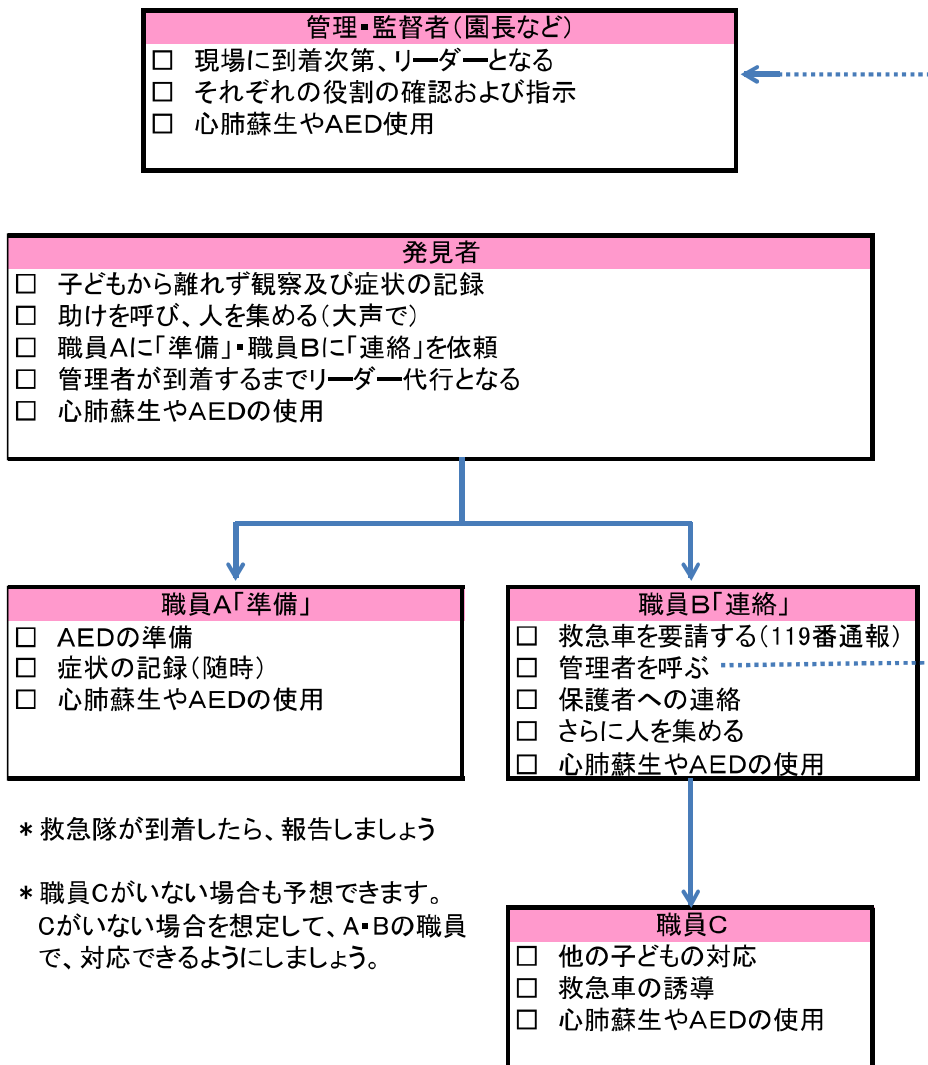 管理・監督者(園長など)
□ 現場に到着次第、リーダーとなる
□ それぞれの役割の確認および指示
□ 心肺蘇生やAED使用
発見者
□ 子どもから離れず観察及び症状の記録
□ 助けを呼び、人を集める(大声で)
□ 職員Aに「準備」・職員Bに「連絡」を依頼
□ 管理者が到着するまでリーダー代行となる
□ 心肺蘇生やAEDの使用
職員A「準備」
□ AEDの準備
□ 症状の記録(随時)
□ 心肺蘇生やAEDの使用
職員B「連絡」
□ 救急車を要請する(119番通報)
□ 管理者を呼ぶ
□ 保護者への連絡
□ さらに人を集める
□ 心肺蘇生やAEDの使用
*救急隊が到着したら、報告しましょう
*職員Cがいない場合も予想できます。
Cがいない場合を想定して、A・Bの職員
で、対応できるようにしましょう。
職員C
□ 他の子どもの対応
□ 救急車の誘導
□ 心肺蘇生やAEDの使用